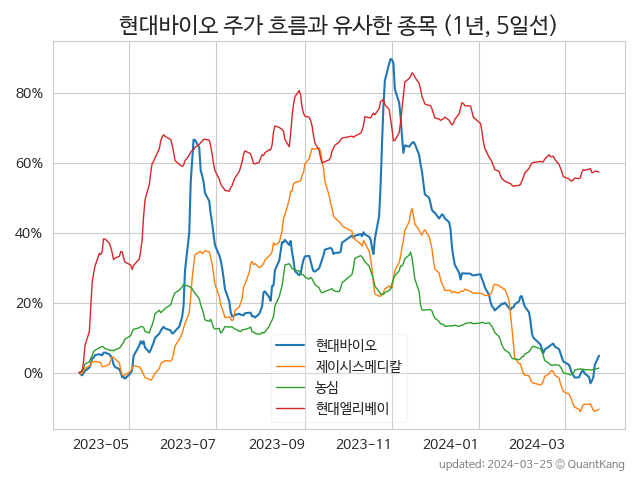 현대바이오 주가 흐름과 유사한 종목 (1년, 5일선)
80%
60%
40%
20%
0%
현대바이오
제이시스메디칼
농심
현대엘리베이
2023-05 2023-07 2023-09 2023-11 2024-01 2024-03
updated: 2024-03-25 © QuantKang